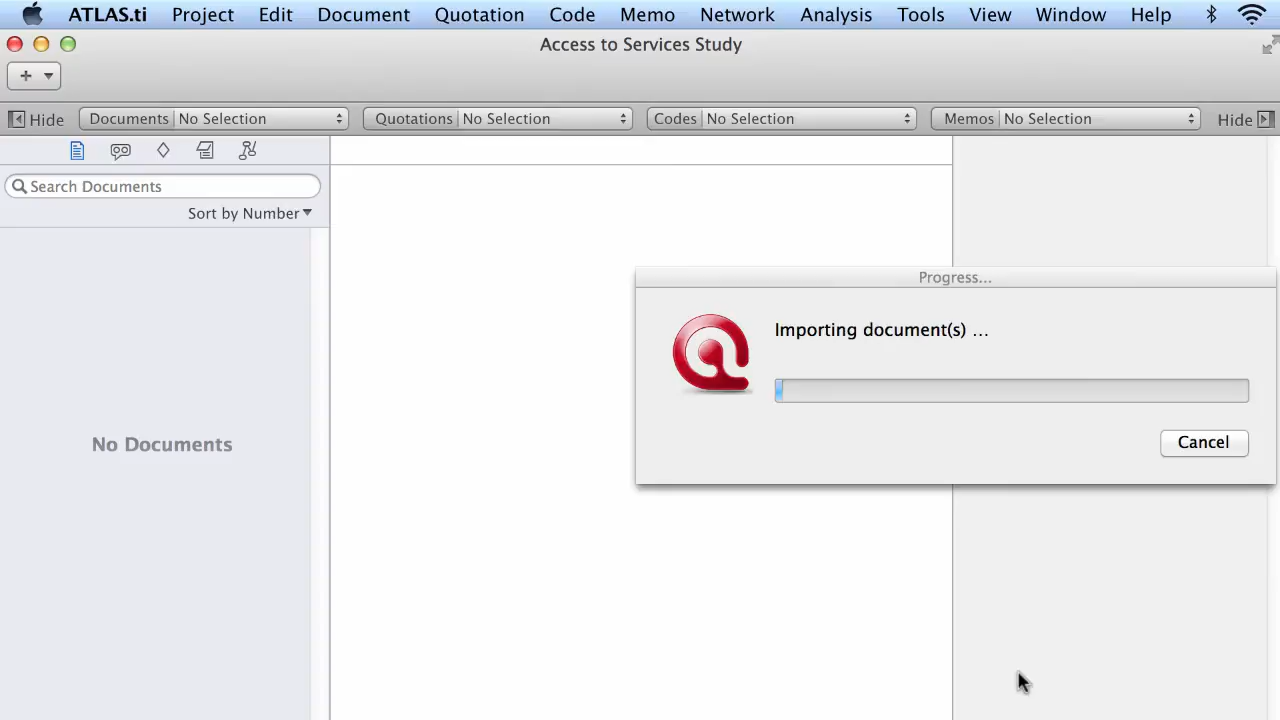 ATLAS.ti Project Edit Document Quotation Code Memo Network Analysis Tools View Window Help
Access to Services Study
Hide Documents No Selection Quotations No Selection Codes No Selection Memos No Selection Hide
Search Documents
Sort by Number
Progress...
Importing document(s) ...
No Documents
Cancel